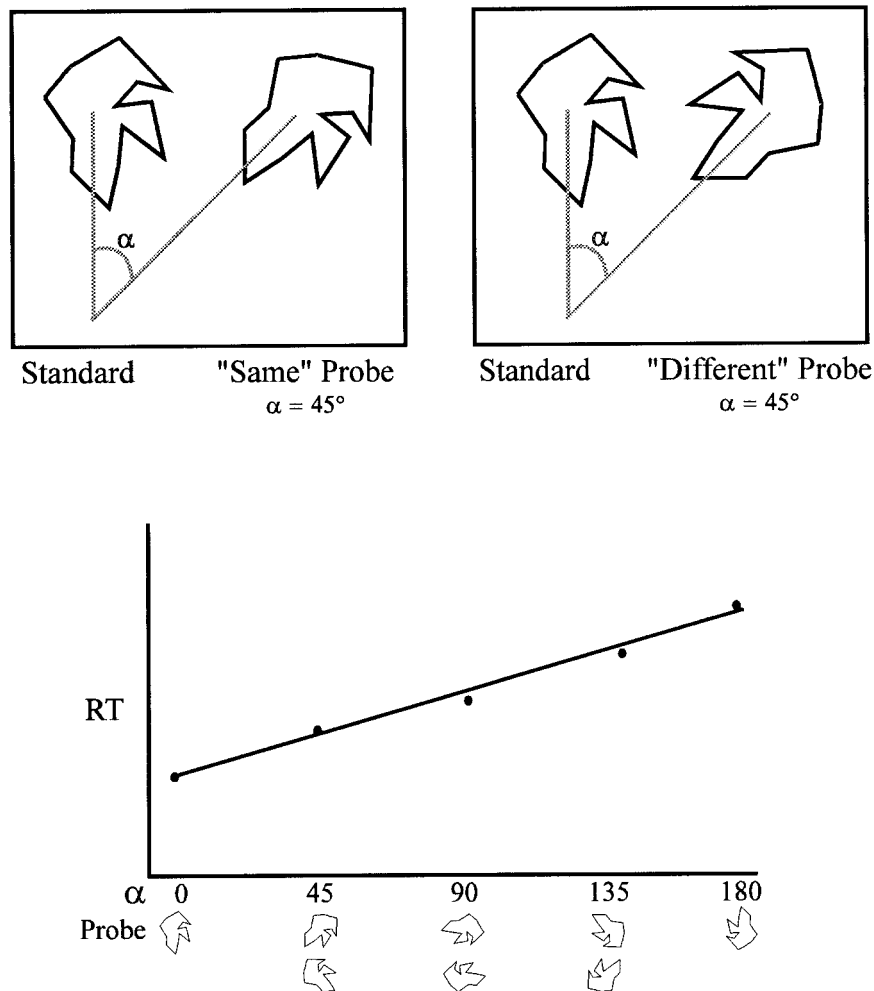 α α
Standard "Same" Probe Standard "Different" Probe
α = 45° α = 45°
RT
α 0 45 90 135 180
Probe